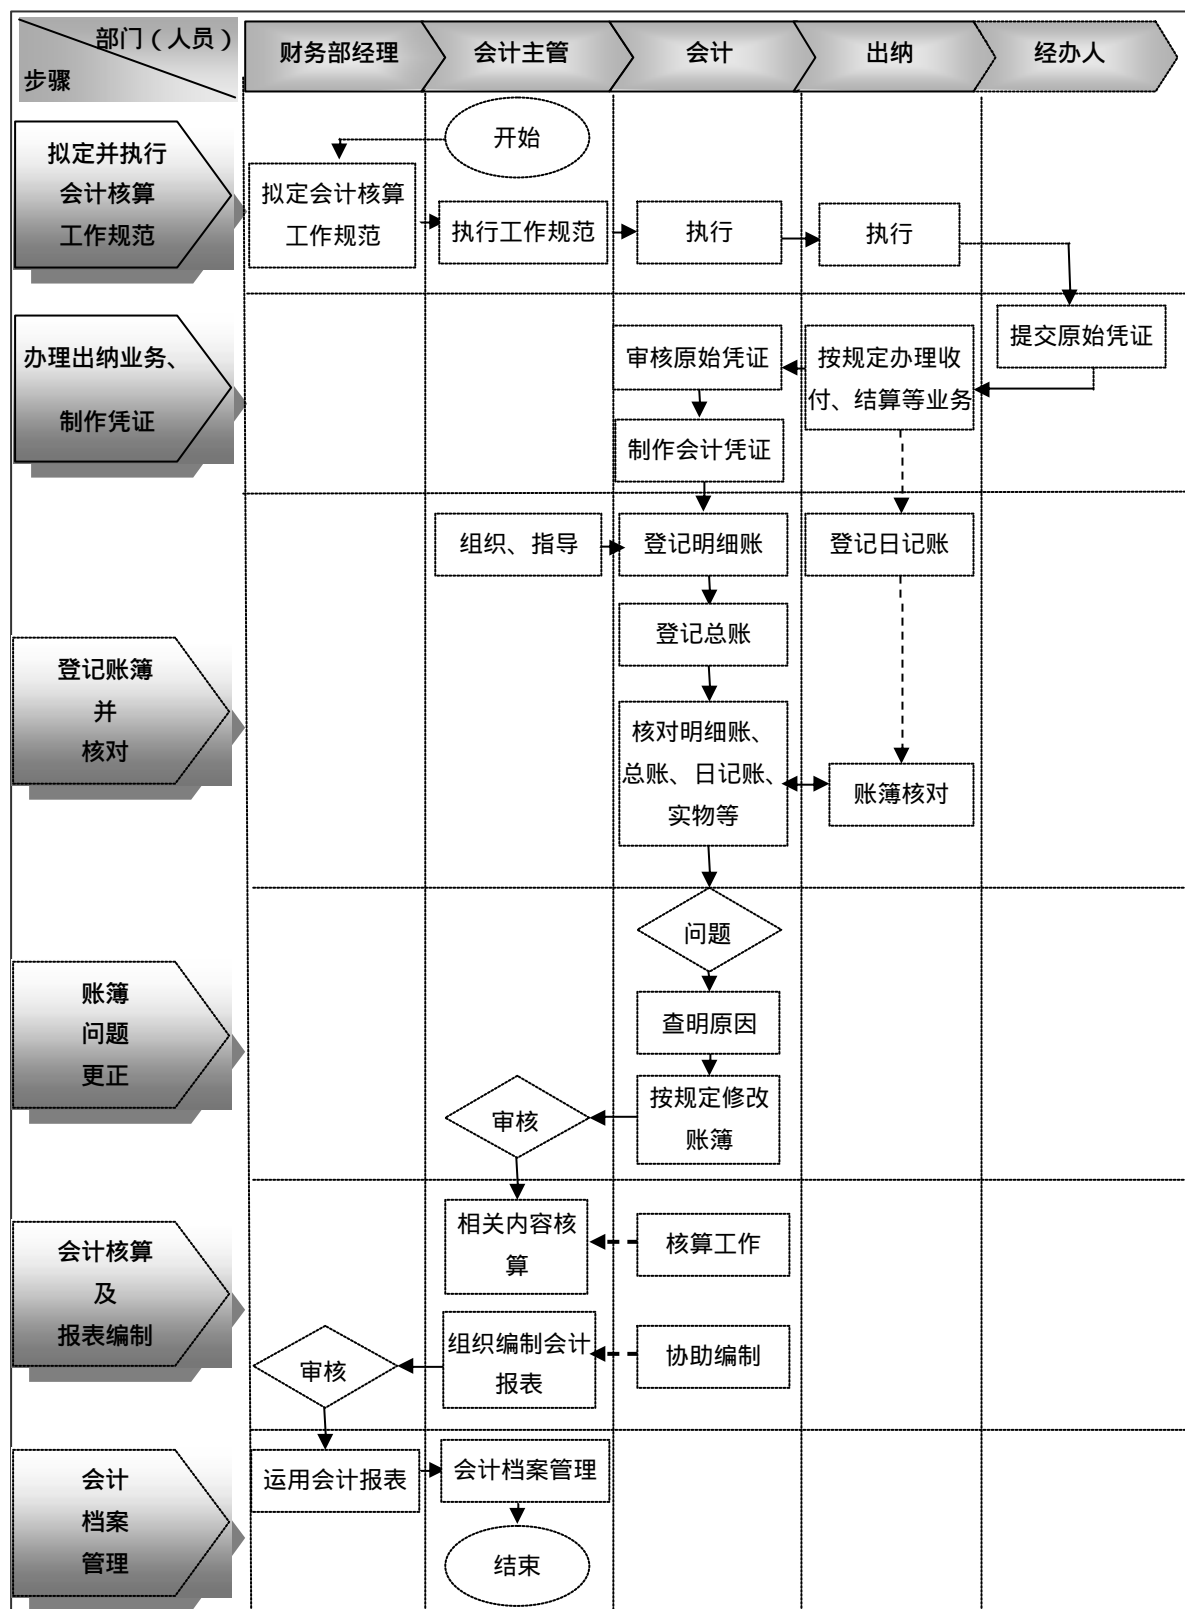 部门（人员）
步骤
财务部经理
会计主管
会计
出纳
经办人
拟定并执行
会计核算
工作规范
开始
拟定会计核算
工作规范
执行工作规范
执行
执行
办理出纳业务、
制作凭证
提交原始凭证
按规定办理收
付、结算等业务
审核原始凭证
制作会计凭证
登记账簿
并
核对
组织、指导
登记明细账
登记日记账
登记总账
核对明细账、
总账、日记账、
实物等
账簿核对
账簿
问题
更正
问题
查明原因
按规定修改
账簿
审核
会计核算
及
报表编制
相关内容核
算
核算工作
组织编制会计
报表
协助编制
审核
会计
档案
管理
运用会计报表
会计档案管理
结束